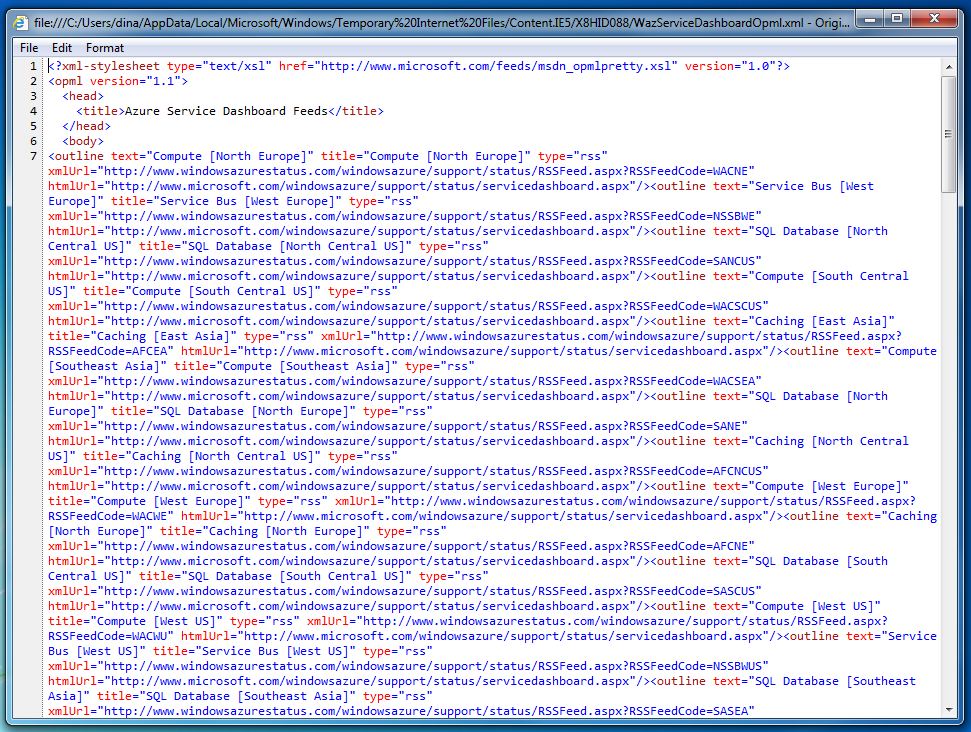 file:///C:/Users/dina/AppData/Local/Microsoft/Windows/Temporary%20Internet%20Files/Content.IE5/X8HID088/WazServiceDashboardOpml.xml - Origi...
File Edit Format
1 <?xml-stylesheet type="text/xsl" href="http://www.microsoft.com/feeds/msdn_opmlpretty.xsl" version="1.0"?>
2 <opml version="1.1">
3 <head>
4 <title>Azure Service Dashboard Feeds</title>
5 </head>
6 <body>
7 <outline text="Compute [North Europe]" title="Compute [North Europe]" type="rss"
xmlUrl="http://www.windowsazurestatus.com/windowsazure/support/status/RSSFeed.aspx?RSSFeedCode=WACNE"
htmlUrl="http://www.microsoft.com/windowsazure/support/status/servicedashboard.aspx"/><outline text="Service Bus [West
Europe]" title="Service Bus [West Europe]" type="rss"
xmlUrl="http://www.windowsazurestatus.com/windowsazure/support/status/RSSFeed.aspx?RSSFeedCode=NSSBWE"
htmlUrl="http://www.microsoft.com/windowsazure/support/status/servicedashboard.aspx"/><outline text="SQL Database [North
Central US]" title="SQL Database [North Central US]" type="rss"
xmlUrl="http://www.windowsazurestatus.com/windowsazure/support/status/RSSFeed.aspx?RSSFeedCode=SANCUS"
htmlUrl="http://www.microsoft.com/windowsazure/support/status/servicedashboard.aspx"/><outline text="Compute [South Central
US]" title="Compute [South Central US]" type="rss"
xmlUrl="http://www.windowsazurestatus.com/windowsazure/support/status/RSSFeed.aspx?RSSFeedCode=WACSCUS"
htmlUrl="http://www.microsoft.com/windowsazure/support/status/servicedashboard.aspx"/><outline text="Caching [East Asia]"
title="Caching [East Asia]" type="rss" xmlUrl="http://www.windowsazurestatus.com/windowsazure/support/status/RSSFeed.aspx?
RSSFeedCode=AFCEA" htmlUrl="http://www.microsoft.com/windowsazure/support/status/servicedashboard.aspx"/><outline text="Compute
[Southeast Asia]" title="Compute [Southeast Asia]" type="rss"
xmlUrl="http://www.windowsazurestatus.com/windowsazure/support/status/RSSFeed.aspx?RSSFeedCode=WACSEA"
htmlUrl="http://www.microsoft.com/windowsazure/support/status/servicedashboard.aspx"/><outline text="SQL Database [North
Europe]" title="SQL Database [North Europe]" type="rss"
xmlUrl="http://www.windowsazurestatus.com/windowsazure/support/status/RSSFeed.aspx?RSSFeedCode=SANE"
htmlUrl="http://www.microsoft.com/windowsazure/support/status/servicedashboard.aspx"/><outline text="Caching [North Central
US]" title="Caching [North Central US]" type="rss"
xmlUrl="http://www.windowsazurestatus.com/windowsazure/support/status/RSSFeed.aspx?RSSFeedCode=AFCNCUS"
htmlUrl="http://www.microsoft.com/windowsazure/support/status/servicedashboard.aspx"/><outline text="Compute [West Europe]"
title="Compute [West Europe]" type="rss" xmlUrl="http://www.windowsazurestatus.com/windowsazure/support/status/RSSFeed.aspx?
RSSFeedCode=WACWE" htmlUrl="http://www.microsoft.com/windowsazure/support/status/servicedashboard.aspx"/><outline text="Caching
[North Europe]" title="Caching [North Europe]" type="rss"
xmlUrl="http://www.windowsazurestatus.com/windowsazure/support/status/RSSFeed.aspx?RSSFeedCode=AFCNE"
htmlUrl="http://www.microsoft.com/windowsazure/support/status/servicedashboard.aspx"/><outline text="SQL Database [South
Central US]" title="SQL Database [South Central US]" type="rss"
xmlUrl="http://www.windowsazurestatus.com/windowsazure/support/status/RSSFeed.aspx?RSSFeedCode=SASCUS"
htmlUrl="http://www.microsoft.com/windowsazure/support/status/servicedashboard.aspx"/><outline text="Compute [West US]"
title="Compute [West US]" type="rss" xmlUrl="http://www.windowsazurestatus.com/windowsazure/support/status/RSSFeed.aspx?
RSSFeedCode=WACWU" htmlUrl="http://www.microsoft.com/windowsazure/support/status/servicedashboard.aspx"/><outline text="Service
Bus [West US]" title="Service Bus [West US]" type="rss"
xmlUrl="http://www.windowsazurestatus.com/windowsazure/support/status/RSSFeed.aspx?RSSFeedCode=NSSBWUS"
htmlUrl="http://www.microsoft.com/windowsazure/support/status/servicedashboard.aspx"/><outline text="SQL Database [Southeast
Asia]" title="SQL Database [Southeast Asia]" type="rss"
xmlUrl="http://www.windowsazurestatus.com/windowsazure/support/status/RSSFeed.aspx?RSSFeedCode=SASEA"